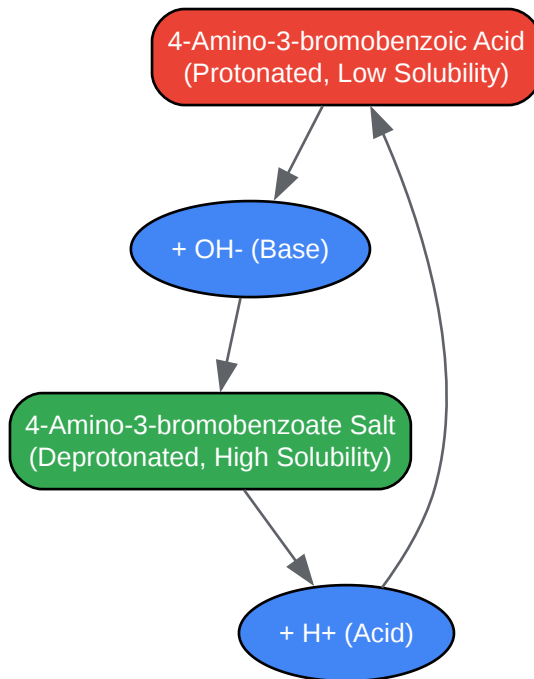 4-Amino-3-bromobenzoic Acid
(Protonated, Low Solubility)
+ OH- (Base)
4-Amino-3-bromobenzoate Salt
(Deprotonated, High Solubility)
+ H+ (Acid)